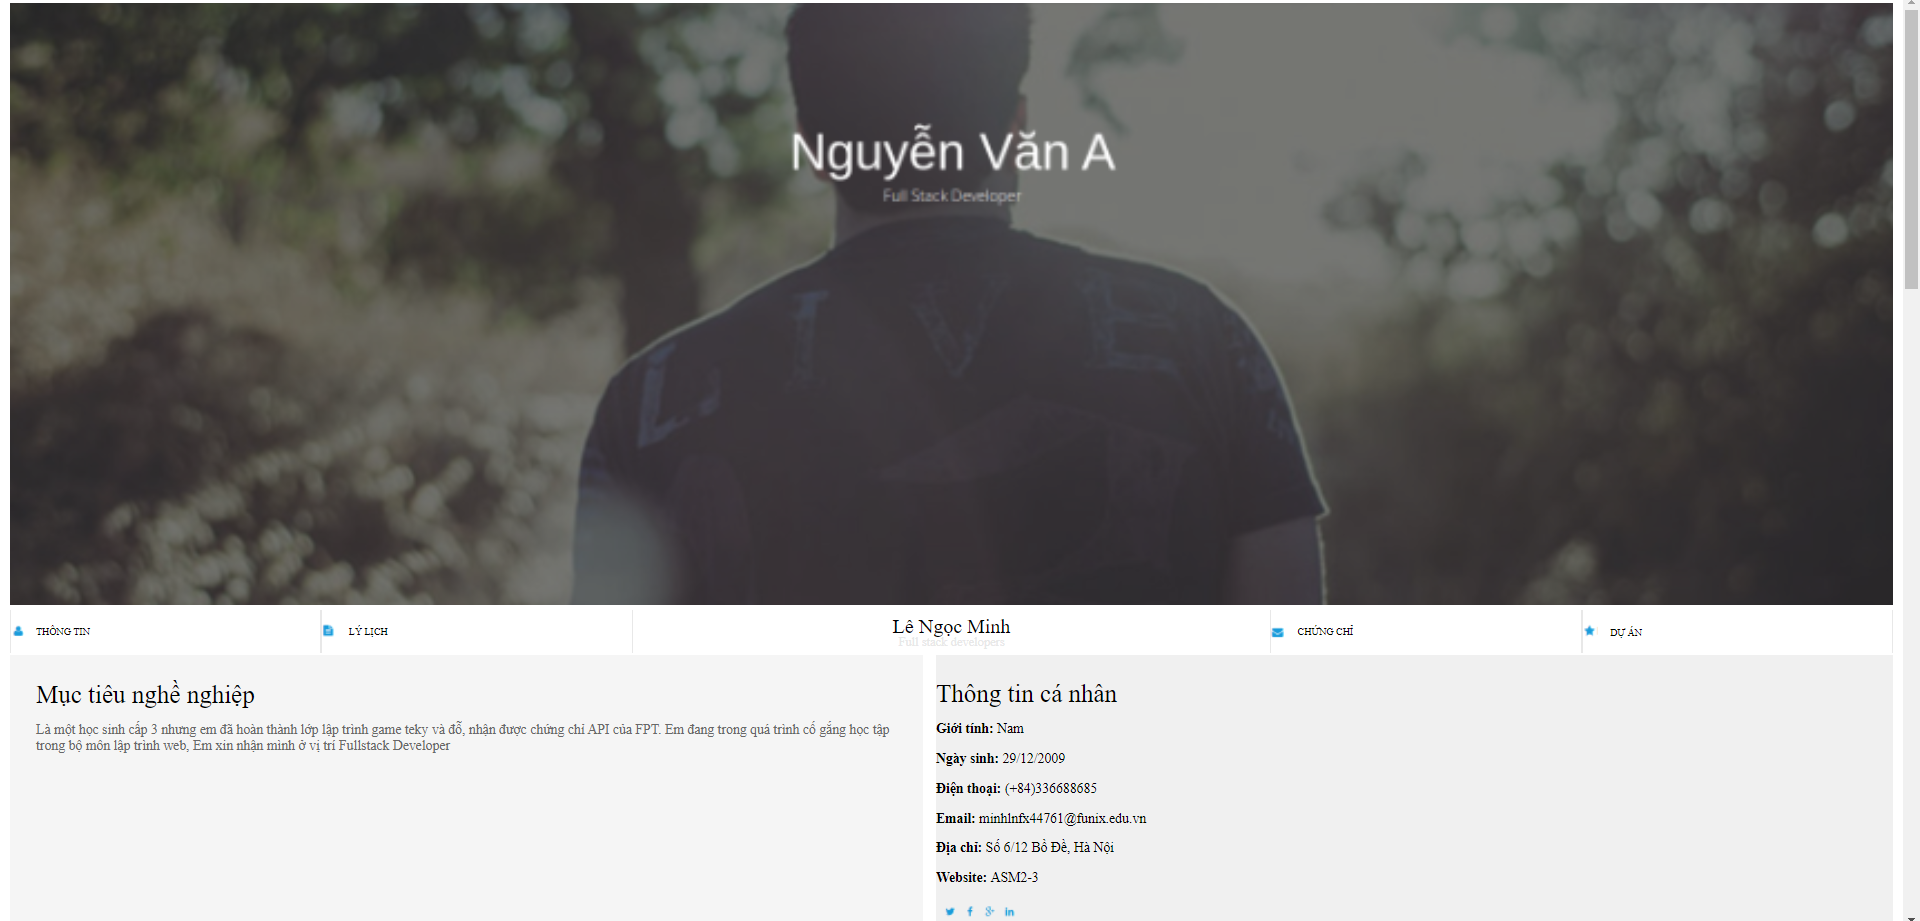 Nguyễn Văn A
Full Stack Developer
THÔNG TIN
LÝ LỊCH
Lê Ngọc Minh
Full stack developers
CHỨNG CHỈ
DỰ ÁN
Mục tiêu nghề nghiệp
Là một học sinh cấp 3 nhưng em đã hoàn thành lớp lập trình game teky và đỗ, nhận được chứng chỉ API của FPT. Em đang trong quá trình cố gắng học tập
trong bộ môn lập trình web, Em xin nhận mình ở vị trí Fullstack Developer
Thông tin cá nhân
Giới tính: Nam
Ngày sinh: 29/12/2009
Điện thoại: (+84)336688685
Email: minhlnfx44761@funix.edu.vn
Địa chỉ: Số 6/12 Bồ Đề, Hà Nội
Website: ASM2-3